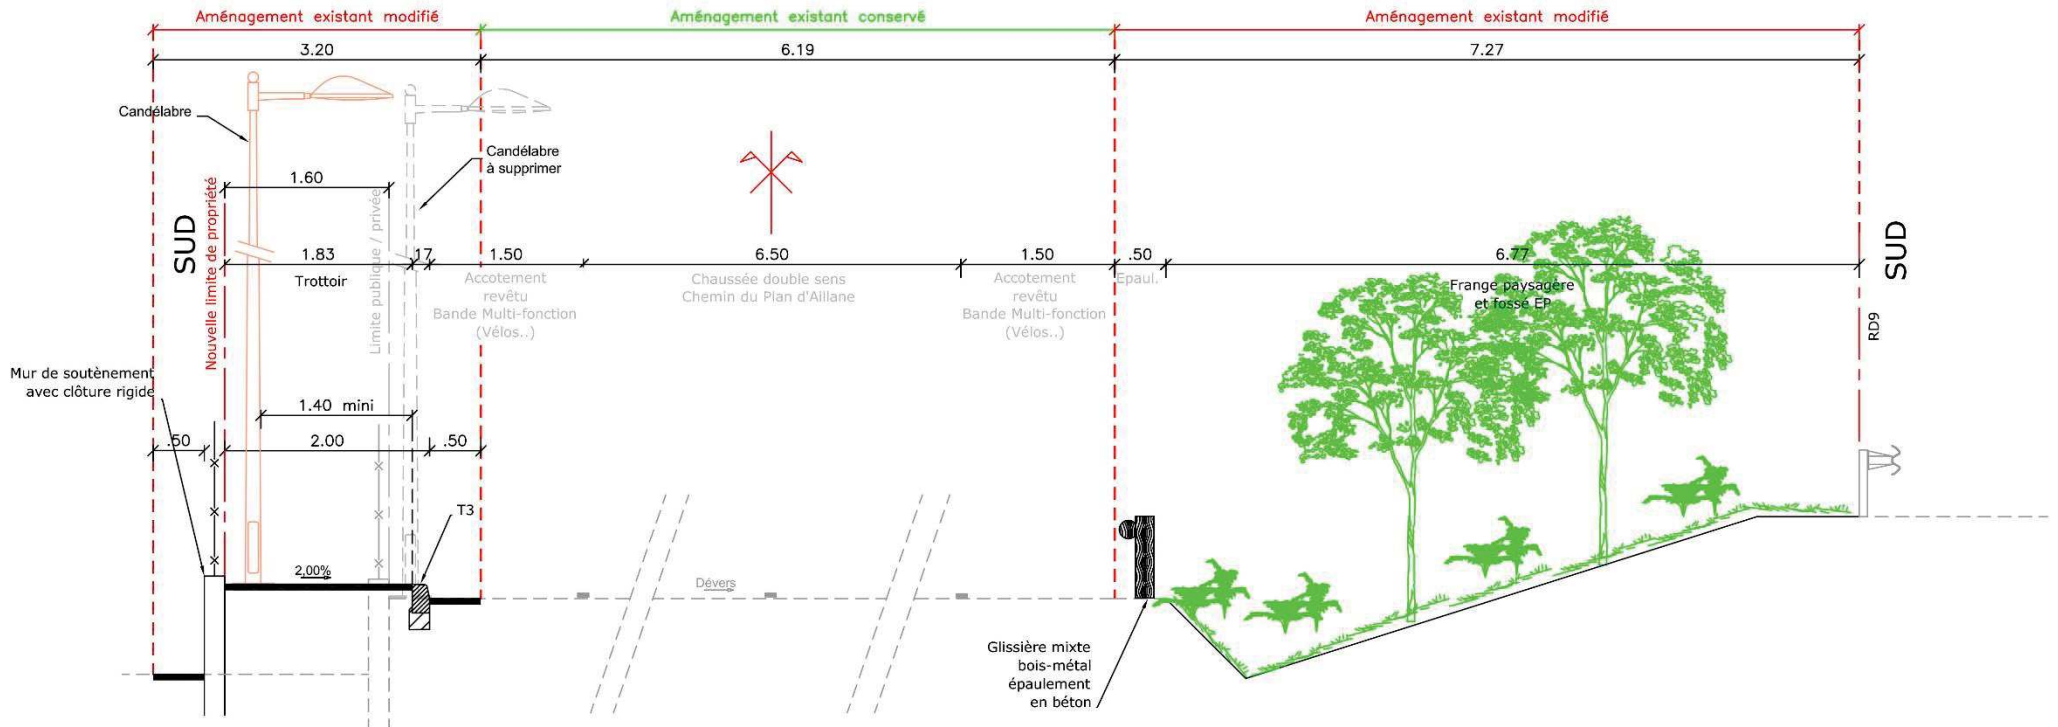 Aménagement existant modifié
Aménagement existant conservé
Aménagement existant modifié
3.20
6.19
7.27
Candélabre
Candélabre
à supprimer
1.60
SUD
Nouvelle limite de propriété
Limite publique / privée
1.83
17
1.50
6.50
1.50
.50
6.77
Trottoir
Accotement
revêtu
Bande Multi-fonction
(Vélos..)
Chaussée double sens
Chemin du Plan d'Aillane
Accotement
revêtu
Bande Multi-fonction
(Vélos..)
Epaul.
Frange paysagère
et fossé EP
SUD
RD9
Mur de soutènement
avec clôture rigide
1.40 mini
.50
2.00
.50
T3
2,00%
Dévers
Glissière mixte
bois-métal
épaulement
en béton